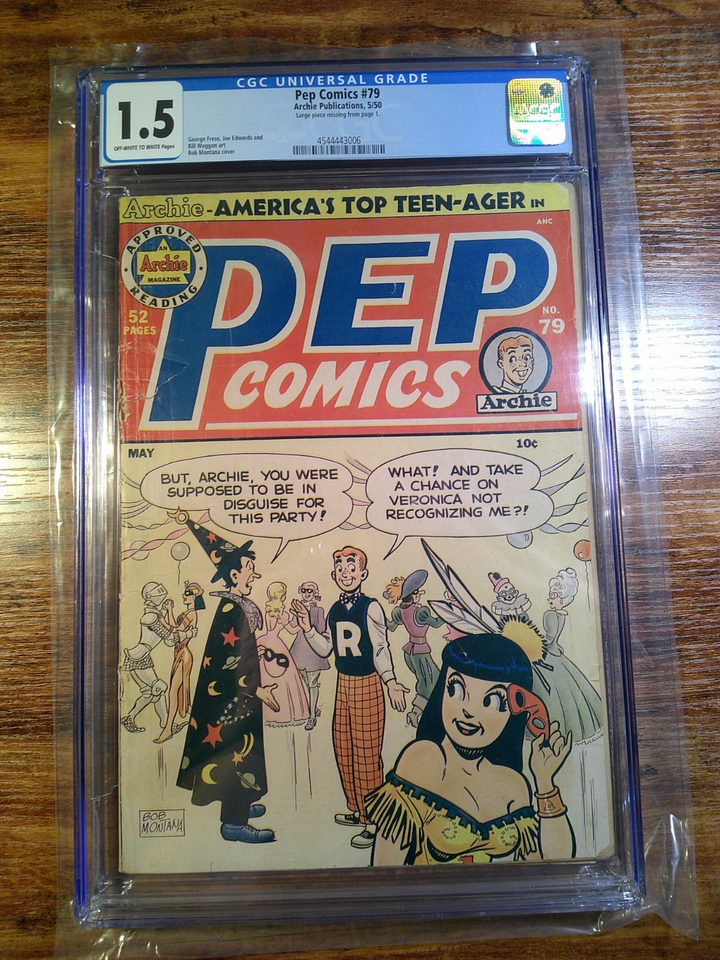 CGC UNIVERSAL GRADE
1.5
OFF-WHITE TO WHITE Pages
Pep Comics #79
Archie Publications, 5/50
Large piece missing from page 1.
George Frese, Joe Edwards and
Bill Woggon art
Bob Montana cover
4544443006
Archie-AMERICA'S TOP TEEN-AGER IN
ANC
APPROVED
AN
Archie
MAGAZINE
READING
PEP
COMICS
52
PAGES
NO.
79
Archie
MAY
10¢
BUT, ARCHIE, YOU WERE
SUPPOSED TO BE IN
DISGUISE FOR
THIS PARTY!
WHAT! AND TAKE
A CHANCE ON
VERONICA NOT
RECOGNIZING ME?!
R
BOB
MONTANA